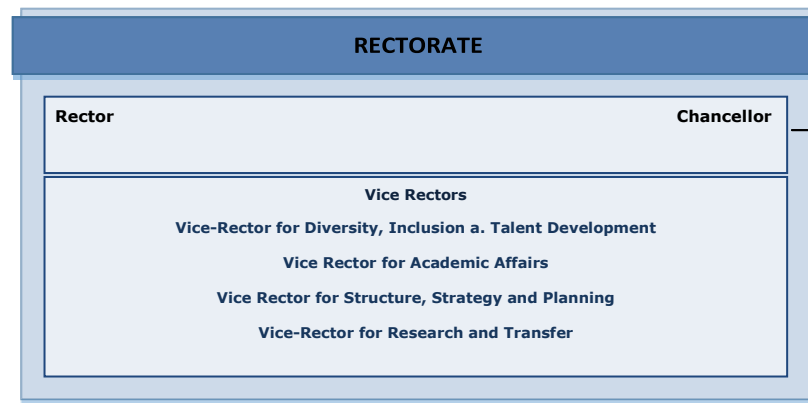 RECTORATE
Rector Chancellor
Vice Rectors
Vice-Rector for Diversity, Inclusion a. Talent Development
Vice Rector for Academic Affairs
Vice Rector for Structure, Strategy and Planning
Vice-Rector for Research and Transfer